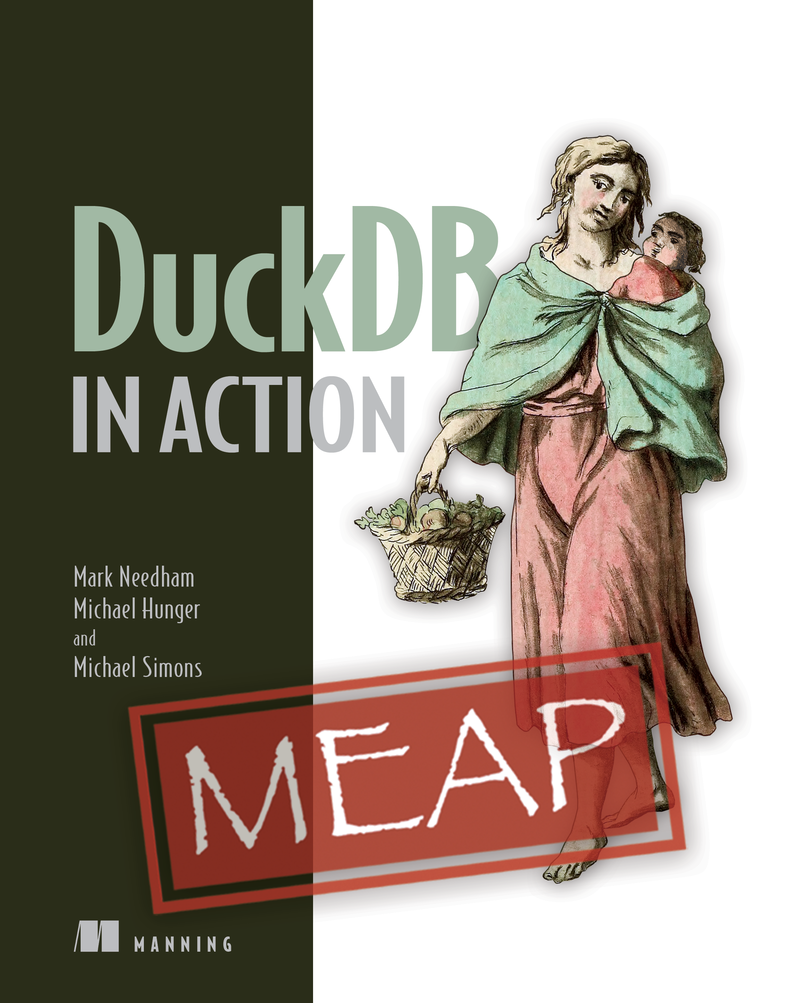 DuckDB
IN ACTION
Mark Needham
Michael Hunger
and
Michael Simons
MEAP
MANNING